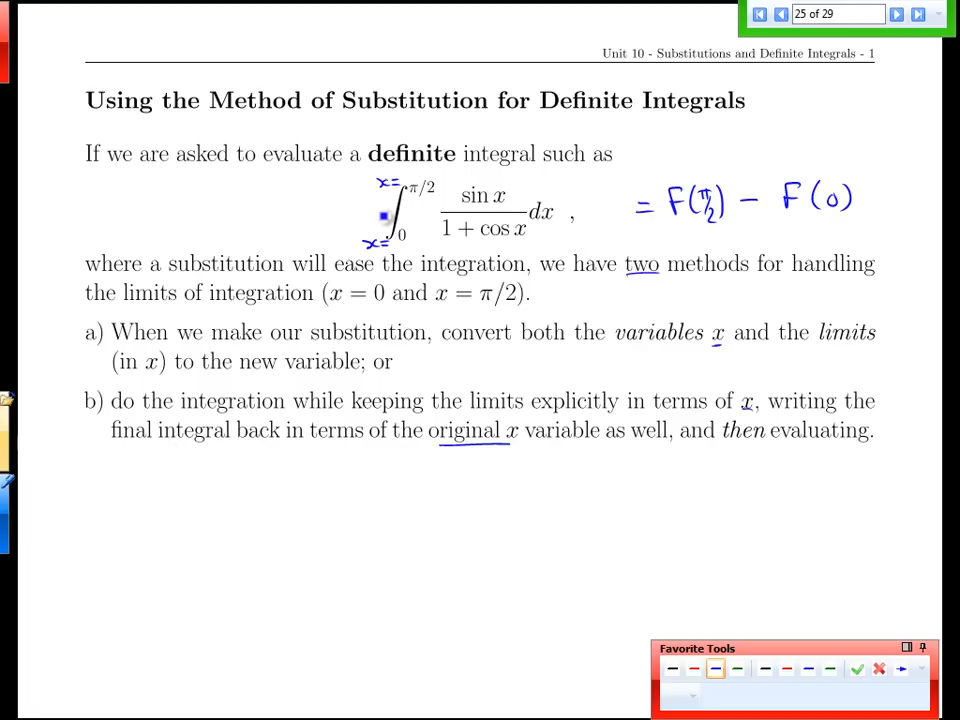 25 of 29
Unit 10 - Substitutions and Definite Integrals - 1
Using the Method of Substitution for Definite Integrals
If we are asked to evaluate a definite integral such as
x= ∫ π/2 x= 0 sin x / 1 + cos x dx , = F(π/2) − F(0)
where a substitution will ease the integration, we have two methods for handling
the limits of integration (x = 0 and x = π/2).
a) When we make our substitution, convert both the variables x and the limits
(in x) to the new variable; or
b) do the integration while keeping the limits explicitly in terms of x, writing the
final integral back in terms of the original x variable as well, and then evaluating.
Favorite Tools